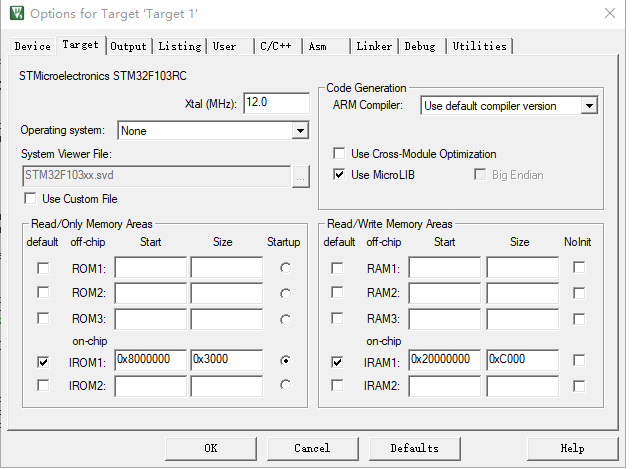 Options for Target 'Target 1'
Device Target Output Listing User C/C++ Asm Linker Debug Utilities
STMicroelectronics STM32F103RC
Xtal (MHz): 12.0
Operating system: None
System Viewer File:
STM32F103xx.svd ...
Use Custom File
Code Generation
ARM Compiler: Use default compiler version
Use Cross-Module Optimization
Use MicroLIB Big Endian
Read/Only Memory Areas
default off-chip Start Size Startup
ROM1:
ROM2:
ROM3:
on-chip
IROM1: 0x8000000 0x3000
IROM2:
Read/Write Memory Areas
default off-chip Start Size NoInit
RAM1:
RAM2:
RAM3:
on-chip
IRAM1: 0x20000000 0xC000
IRAM2:
OK Cancel Defaults Help